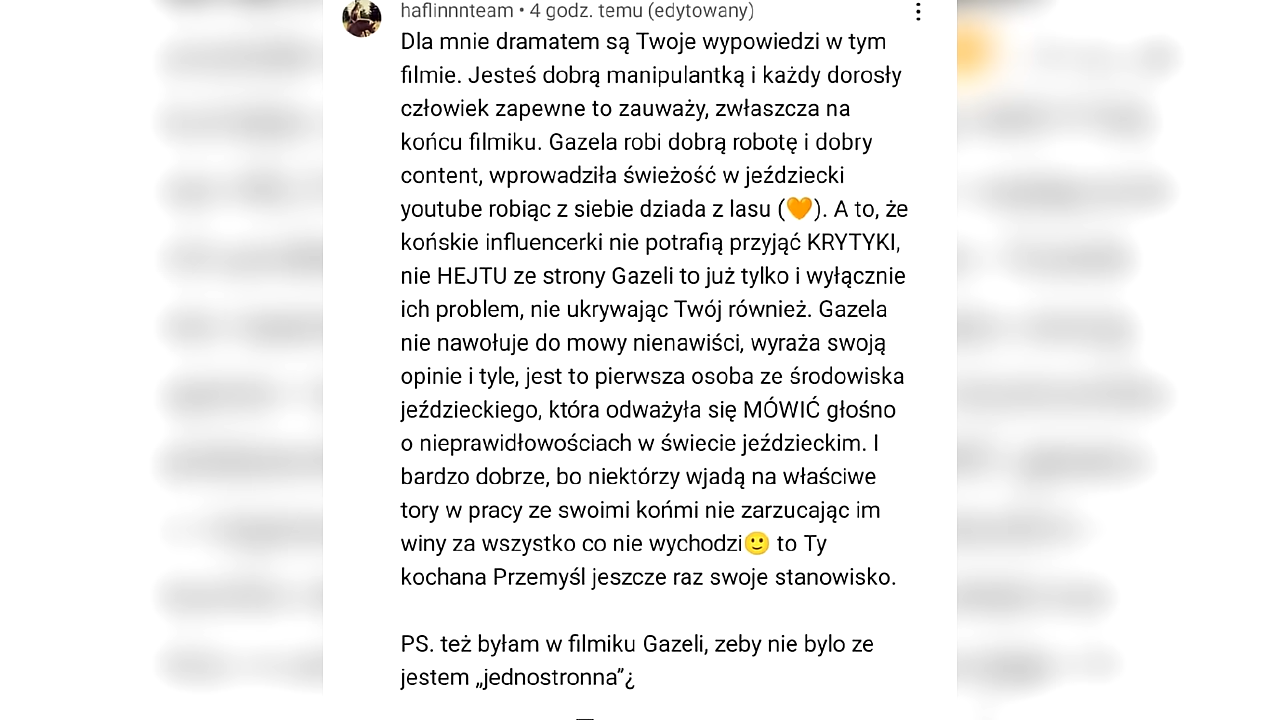 haflinnnteam • 4 godz. temu (edytowany)
Dla mnie dramatem są Twoje wypowiedzi w tym
filmie. Jesteś dobrą manipulantką i każdy dorosły
człowiek zapewne to zauważy, zwłaszcza na
końcu filmiku. Gazela robi dobrą robotę i dobry
content, wprowadziła świeżość w jeździecki
youtube robiąc z siebie dziada z lasu (🧡). A to, że
końskie influencerki nie potrafią przyjąć KRYTYKI,
nie HEJTU ze strony Gazeli to już tylko i wyłącznie
ich problem, nie ukrywając Twój również. Gazela
nie nawołuje do mowy nienawiści, wyraża swoją
opinie i tyle, jest to pierwsza osoba ze środowiska
jeździeckiego, która odważyła się MÓWIĆ głośno
o nieprawidłowościach w świecie jeździeckim. I
bardzo dobrze, bo niektórzy wjadą na właściwe
tory w pracy ze swoimi końmi nie zarzucając im
winy za wszystko co nie wychodzi🙂 to Ty
kochana Przemyśl jeszcze raz swoje stanowisko.
PS. też byłam w filmiku Gazeli, zeby nie bylo ze
jestem „jednostronna”¿